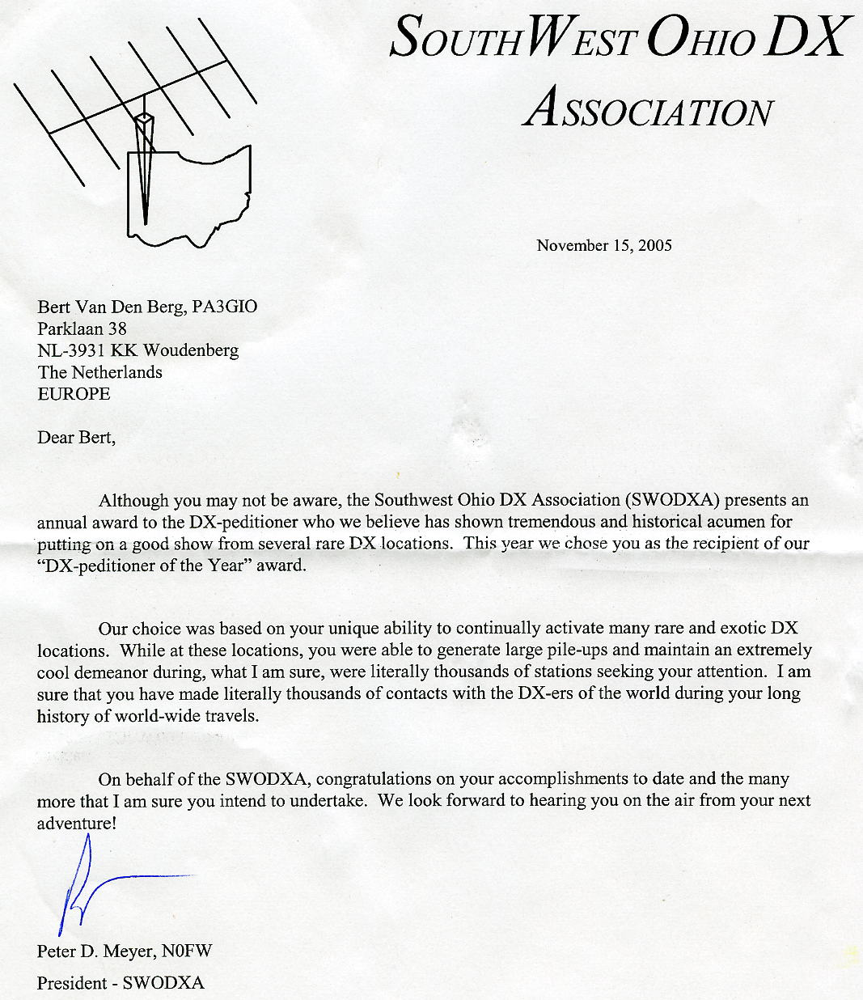 SouthWest Ohio DX
Association
November 15, 2005
Bert Van Den Berg, PA3GIO
Parklaan 38
NL-3931 KK Woudenberg
The Netherlands
EUROPE
Dear Bert,
Although you may not be aware, the Southwest Ohio DX Association (SWODXA) presents an
annual award to the DX-peditioner who we believe has shown tremendous and historical acumen for
putting on a good show from several rare DX locations.  This year we chose you as the recipient of our
“DX-peditioner of the Year” award.
Our choice was based on your unique ability to continually activate many rare and exotic DX
locations.  While at these locations, you were able to generate large pile-ups and maintain an extremely
cool demeanor during, what I am sure, were literally thousands of stations seeking your attention.  I am
sure that you have made literally thousands of contacts with the DX-ers of the world during your long
history of world-wide travels.
On behalf of the SWODXA, congratulations on your accomplishments to date and the many
more that I am sure you intend to undertake.  We look forward to hearing you on the air from your next
adventure!
Peter D. Meyer, N0FW
President - SWODXA